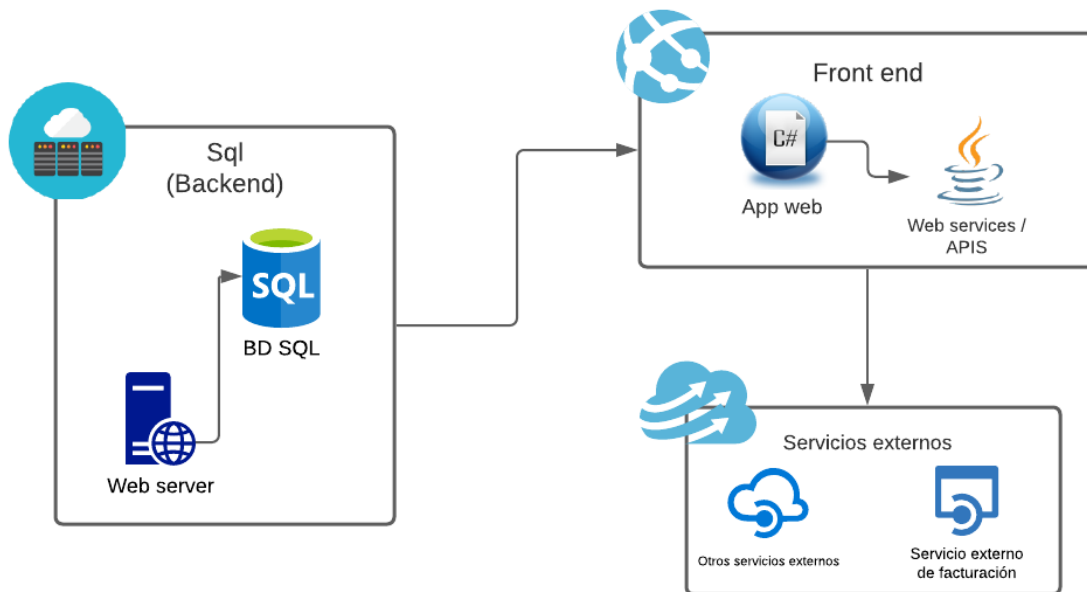 Sql
(Backend)
SQL
BD SQL
Web server
Front end
C#
App web
Web services /
APIS
Servicios externos
Otros servicios externos
Servicio externo
de facturación